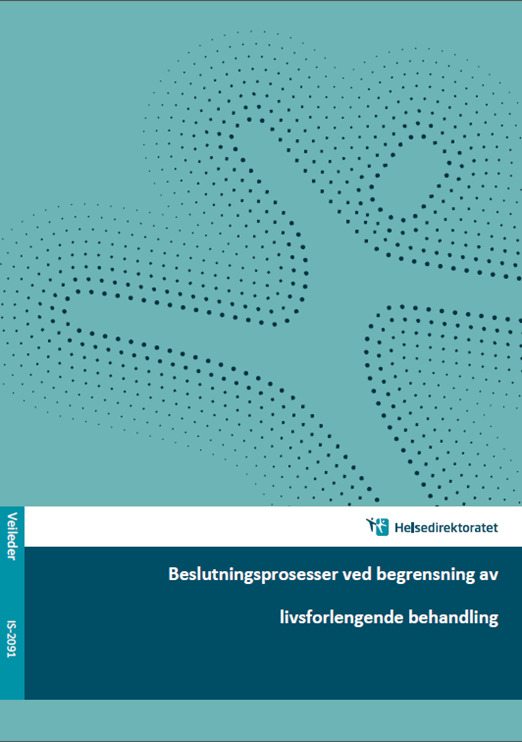 Helsedirektoratet
Beslutningsprosesser ved begrensning av
livsforlengende behandling
Veileder
IS-2091